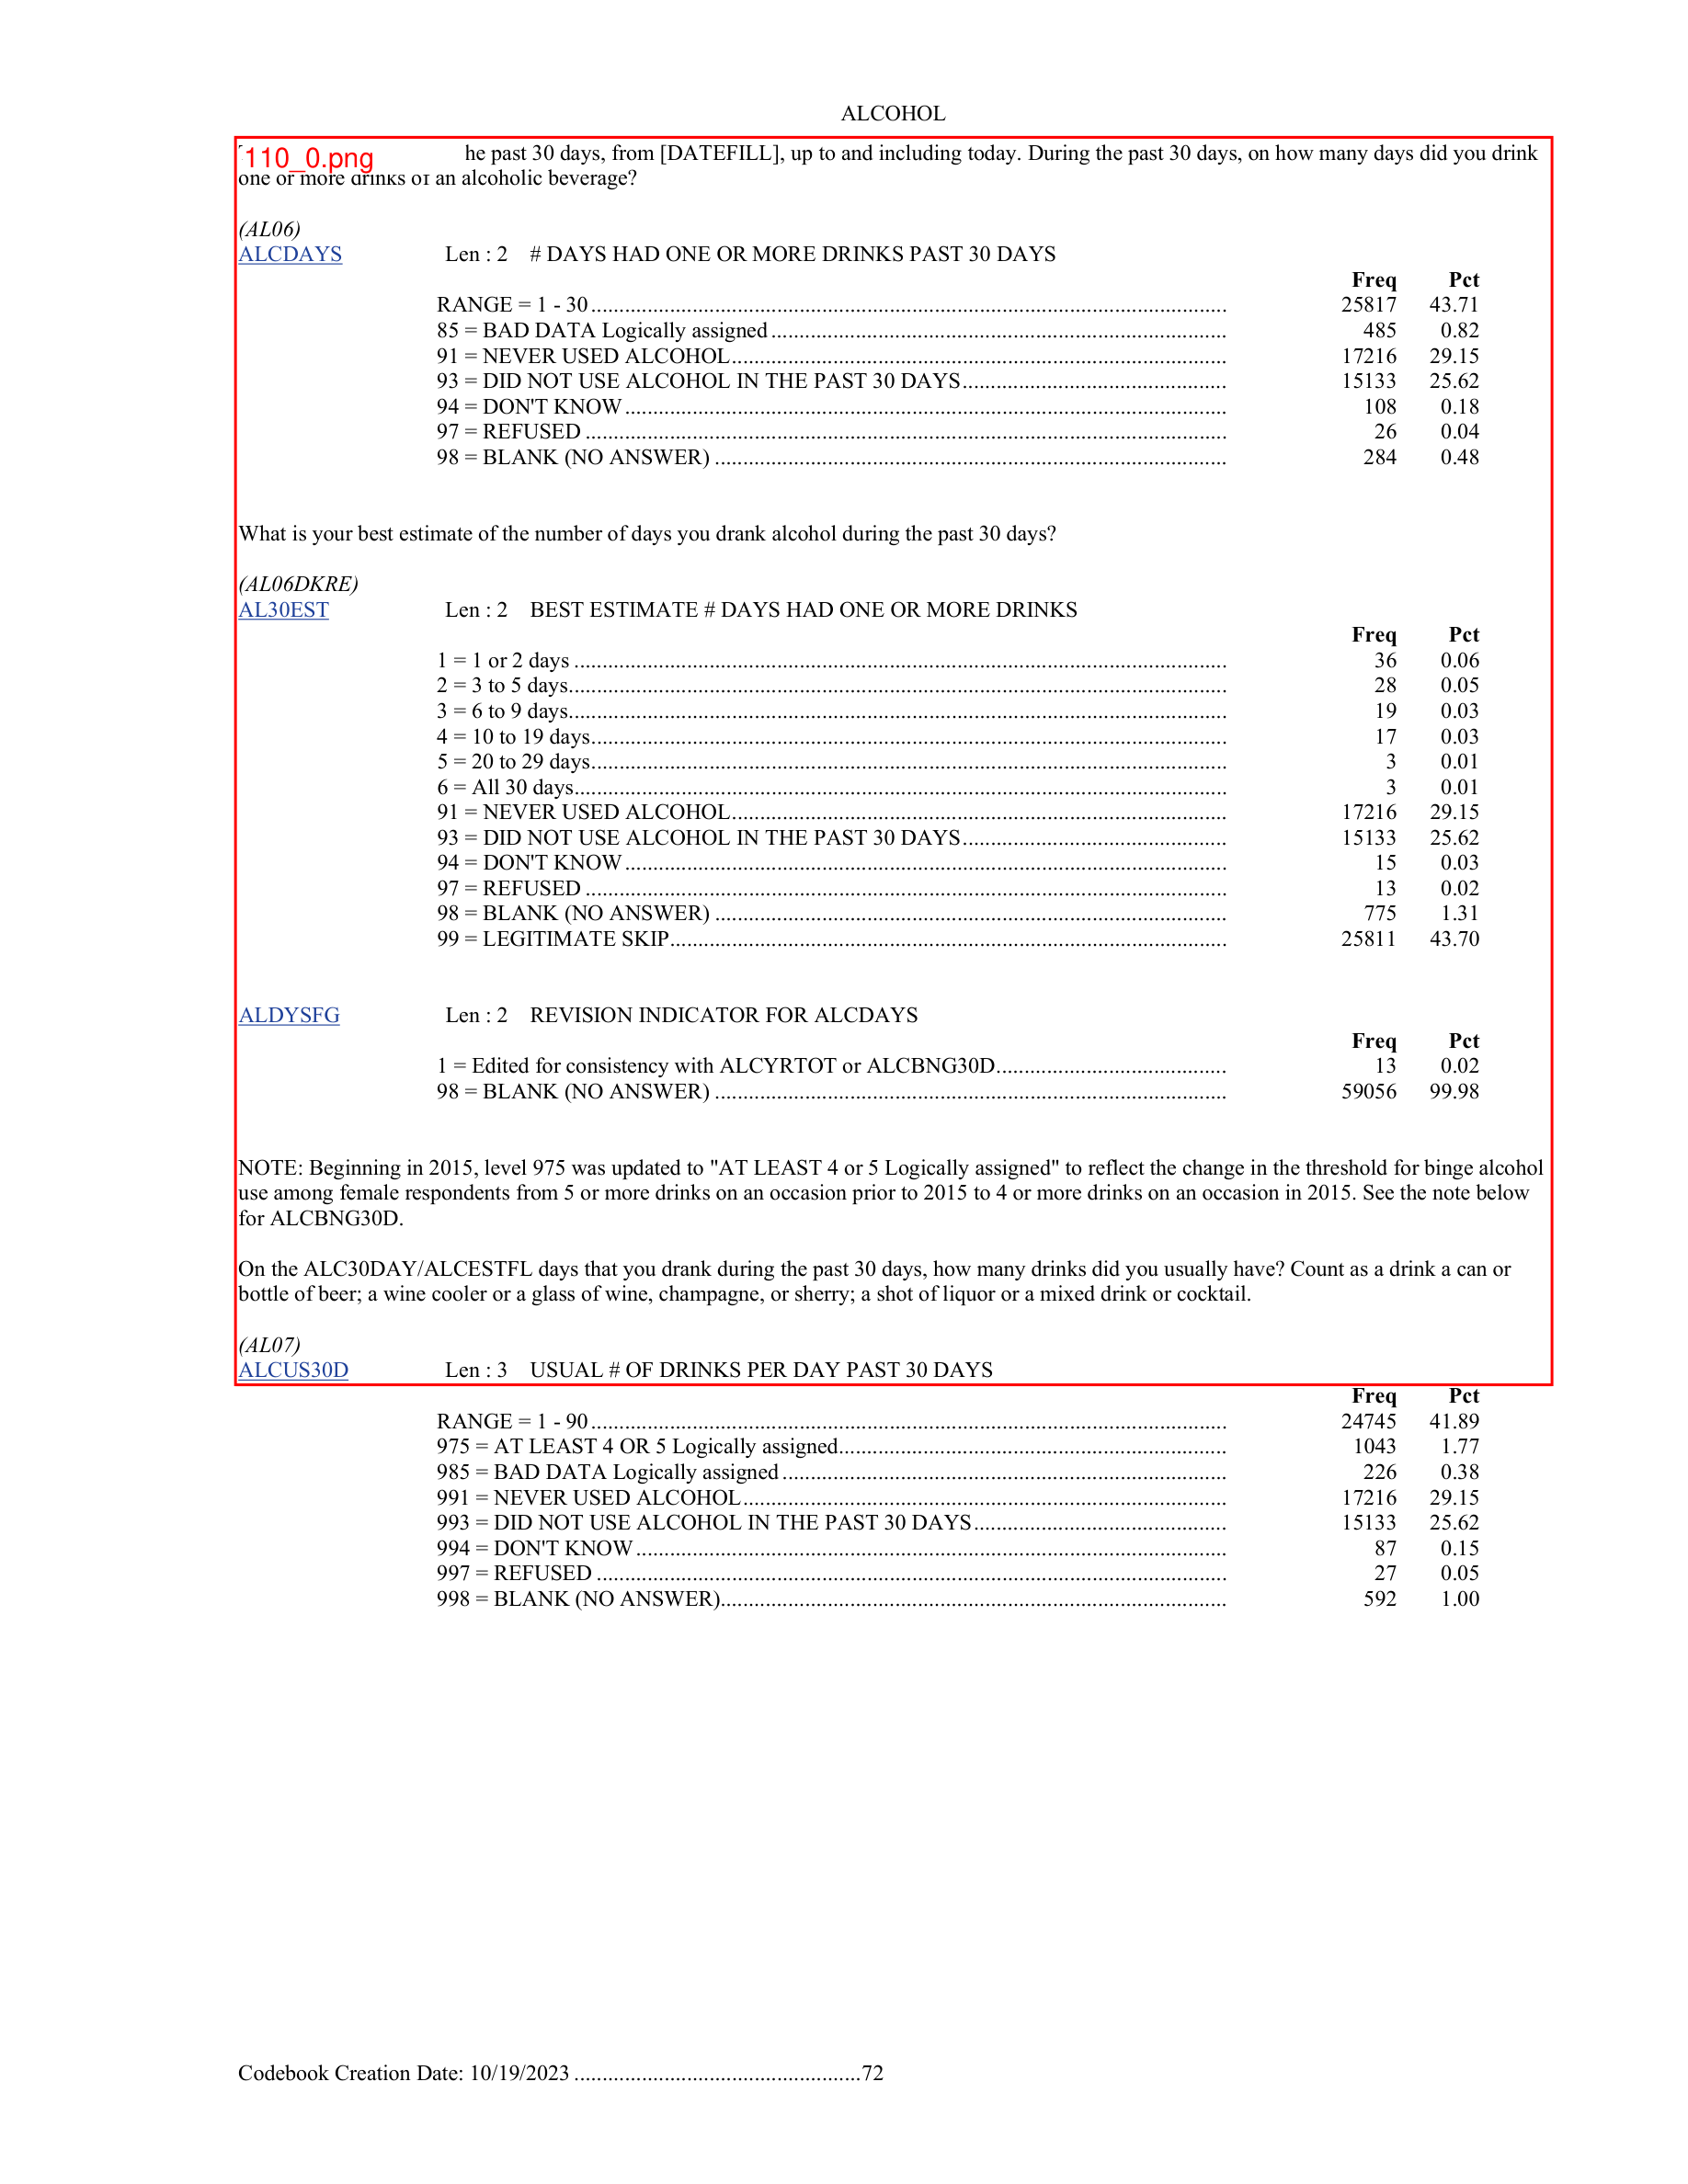 ALCOHOL
110_0.png he past 30 days, from [DATEFILL], up to and including today. During the past 30 days, on how many days did you drink
one or more drinks of an alcoholic beverage?
(AL06)
ALCDAYS Len : 2 # DAYS HAD ONE OR MORE DRINKS PAST 30 DAYS
Freq Pct
RANGE = 1 - 30 ........ 25817 43.71
85 = BAD DATA Logically assigned ........ 485 0.82
91 = NEVER USED ALCOHOL ........ 17216 29.15
93 = DID NOT USE ALCOHOL IN THE PAST 30 DAYS ........ 15133 25.62
94 = DON'T KNOW ........ 108 0.18
97 = REFUSED ........ 26 0.04
98 = BLANK (NO ANSWER) ........ 284 0.48
What is your best estimate of the number of days you drank alcohol during the past 30 days?
(AL06DKRE)
AL30EST Len : 2 BEST ESTIMATE # DAYS HAD ONE OR MORE DRINKS
Freq Pct
1 = 1 or 2 days ........ 36 0.06
2 = 3 to 5 days ........ 28 0.05
3 = 6 to 9 days ........ 19 0.03
4 = 10 to 19 days ........ 17 0.03
5 = 20 to 29 days ........ 3 0.01
6 = All 30 days ........ 3 0.01
91 = NEVER USED ALCOHOL ........ 17216 29.15
93 = DID NOT USE ALCOHOL IN THE PAST 30 DAYS ........ 15133 25.62
94 = DON'T KNOW ........ 15 0.03
97 = REFUSED ........ 13 0.02
98 = BLANK (NO ANSWER) ........ 775 1.31
99 = LEGITIMATE SKIP ........ 25811 43.70
ALDYSFG Len : 2 REVISION INDICATOR FOR ALCDAYS
Freq Pct
1 = Edited for consistency with ALCYRTOT or ALCBNG30D ........ 13 0.02
98 = BLANK (NO ANSWER) ........ 59056 99.98
NOTE: Beginning in 2015, level 975 was updated to "AT LEAST 4 or 5 Logically assigned" to reflect the change in the threshold for binge alcohol
use among female respondents from 5 or more drinks on an occasion prior to 2015 to 4 or more drinks on an occasion in 2015. See the note below
for ALCBNG30D.
On the ALC30DAY/ALCESTFL days that you drank during the past 30 days, how many drinks did you usually have? Count as a drink a can or
bottle of beer; a wine cooler or a glass of wine, champagne, or sherry; a shot of liquor or a mixed drink or cocktail.
(AL07)
ALCUS30D Len : 3 USUAL # OF DRINKS PER DAY PAST 30 DAYS
Freq Pct
RANGE = 1 - 90 ........ 24745 41.89
975 = AT LEAST 4 OR 5 Logically assigned ........ 1043 1.77
985 = BAD DATA Logically assigned ........ 226 0.38
991 = NEVER USED ALCOHOL ........ 17216 29.15
993 = DID NOT USE ALCOHOL IN THE PAST 30 DAYS ........ 15133 25.62
994 = DON'T KNOW ........ 87 0.15
997 = REFUSED ........ 27 0.05
998 = BLANK (NO ANSWER) ........ 592 1.00
Codebook Creation Date: 10/19/2023 ........ 72